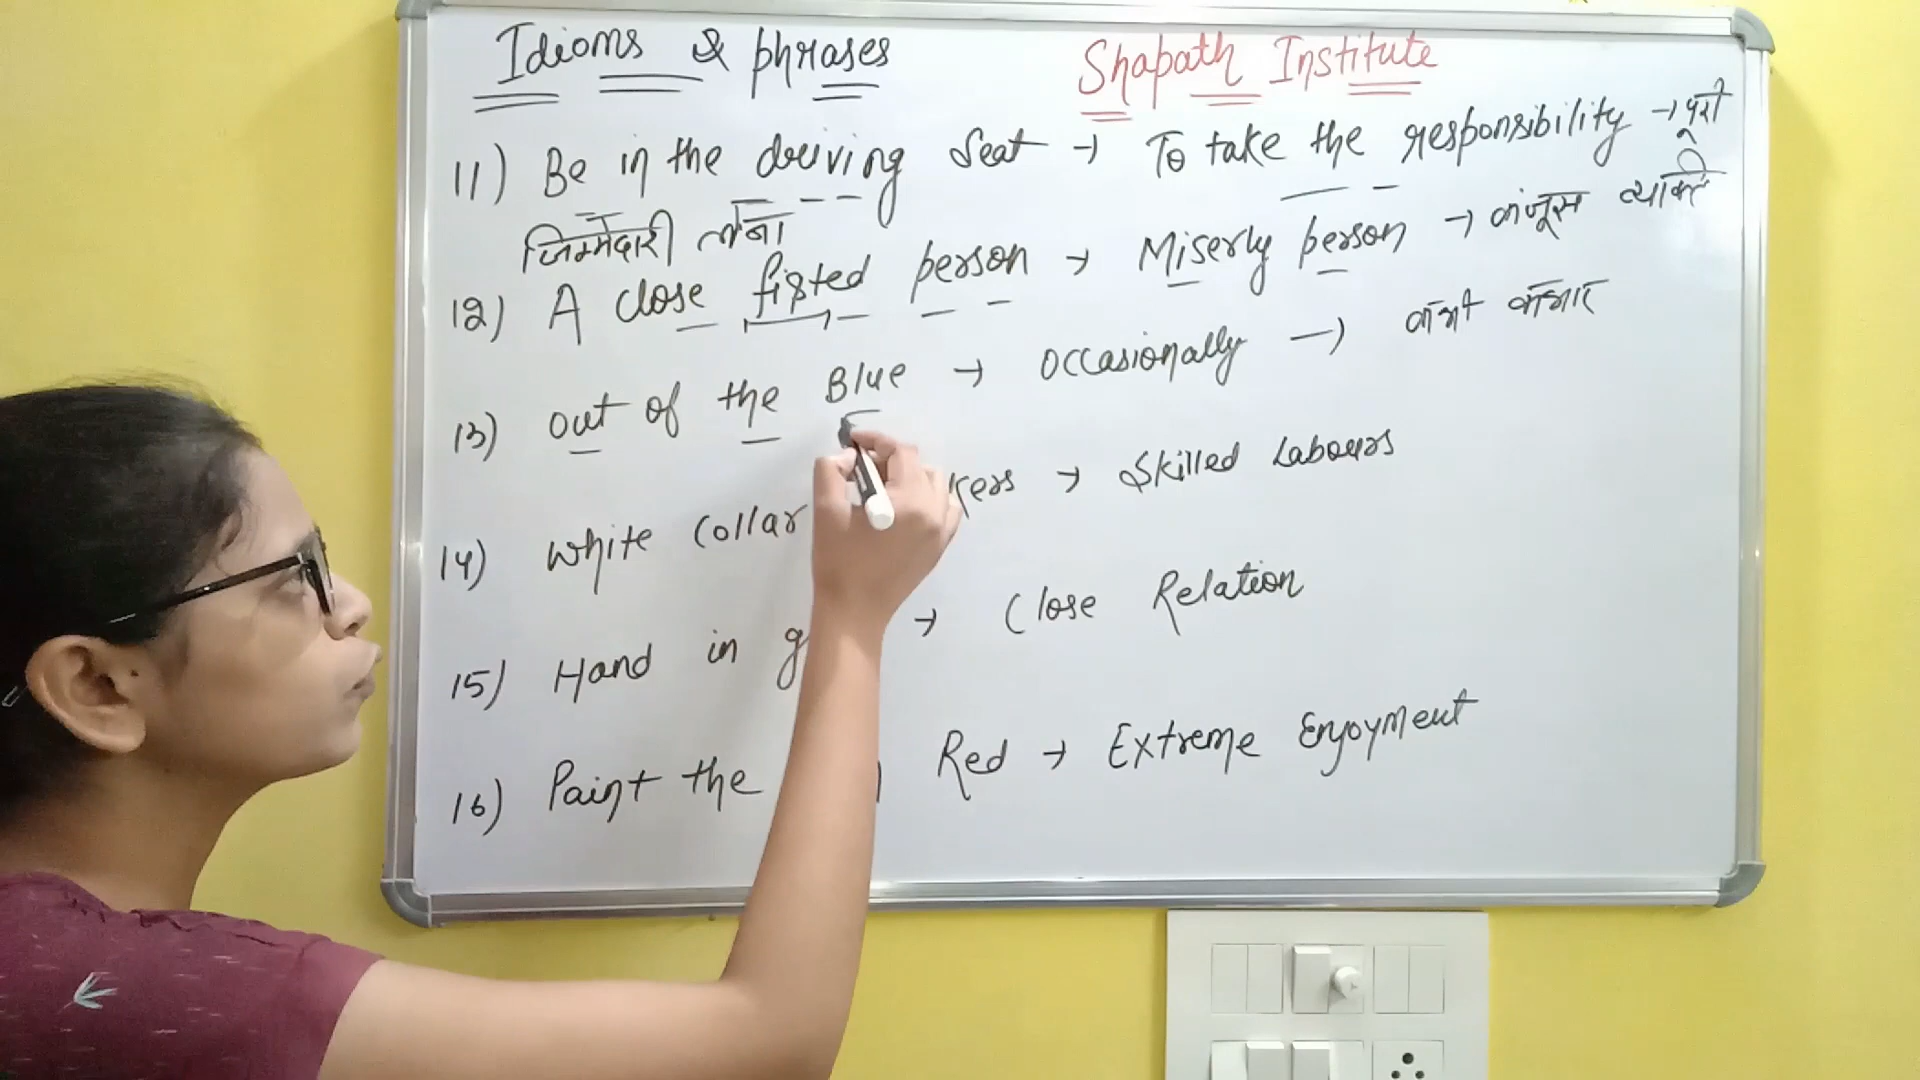 Idioms & phrases
Shapath Institute
11) Be in the driving Seat → To take the responsibility → पूरी
जिम्मेदारी लेना
12) A close fisted person → Miserly person → कंजूस व्यक्ति
13) out of the Blue → Occasionally → कभी कभार
14) White Collar kers → Skilled Labours
15) Hand in g → Close Relation
16) Paint the Red → Extreme Enjoyment